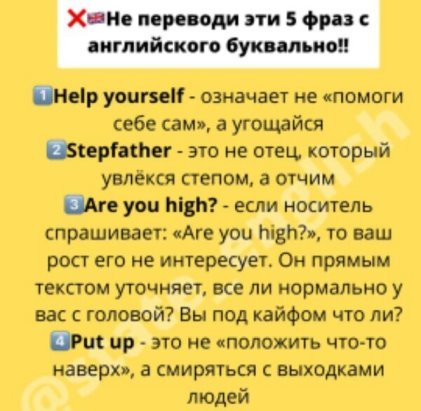 ❌🇬🇧Не переводи эти 5 фраз с
английского буквально!!
1️⃣Help yourself - означает не «помоги
себе сам», а угощайся
2️⃣Stepfather - это не отец, который
увлёкся степом, а отчим
3️⃣Are you high? - если носитель
спрашивает: «Are you high?», то ваш
рост его не интересует. Он прямым
текстом уточняет, все ли нормально у
вас с головой? Вы под кайфом что ли?
4️⃣Put up - это не «положить что-то
наверх», а смиряться с выходками
людей